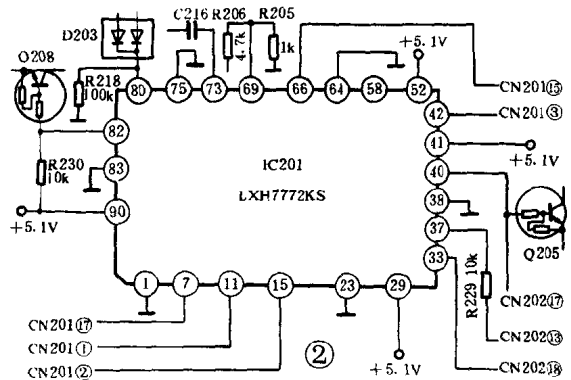 C216 R206 R205
D203
4.7k
1k
+5.1V
Q208
R218
100k
80 75 73 69 66 64 58 52
CN201⑮
42
CN201③
82
41
+5.1V
R230
10k
83
IC201
LXH7772KS
40
38
90
+5.1V
37
Q205
33
R229 10k
1 7 11 15 23 29
CN202⑰
CN201⑰
CN201①
CN201②
②
+5.1V
CN202⑬
CN202⑱